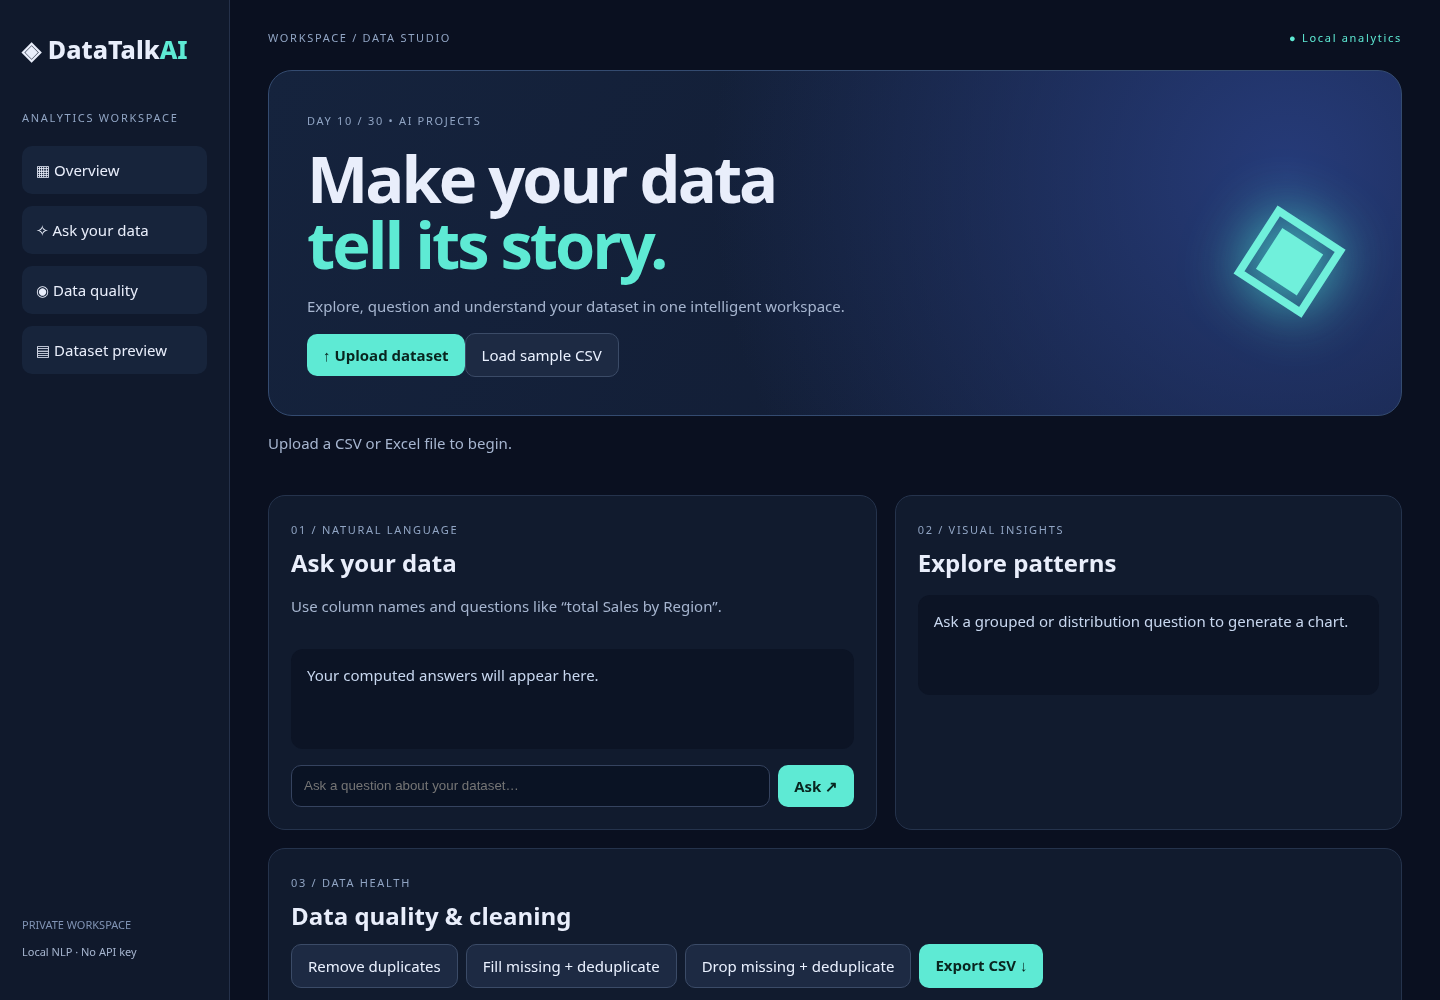 ◈ DataTalkAI
ANALYTICS WORKSPACE
▦ Overview
✧ Ask your data
◉ Data quality
▤ Dataset preview
PRIVATE WORKSPACE
Local NLP · No API key
WORKSPACE / DATA STUDIO
● Local analytics
DAY 10 / 30 • AI PROJECTS
Make your data
tell its story.
Explore, question and understand your dataset in one intelligent workspace.
↑ Upload dataset
Load sample CSV
Upload a CSV or Excel file to begin.
01 / NATURAL LANGUAGE
Ask your data
Use column names and questions like “total Sales by Region”.
Your computed answers will appear here.
Ask a question about your dataset…
Ask ↗
02 / VISUAL INSIGHTS
Explore patterns
Ask a grouped or distribution question to generate a chart.
03 / DATA HEALTH
Data quality & cleaning
Remove duplicates
Fill missing + deduplicate
Drop missing + deduplicate
Export CSV ↓